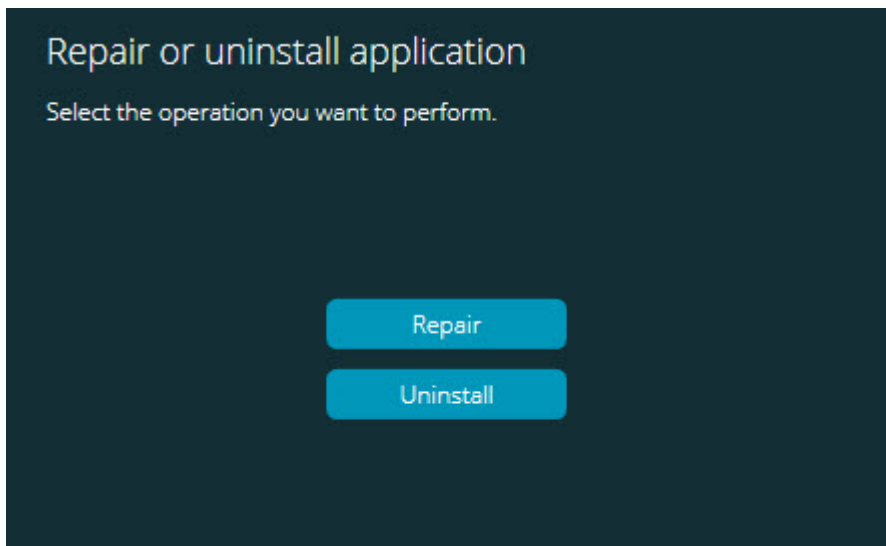 Repair or uninstall application
Select the operation you want to perform.
Repair
Uninstall